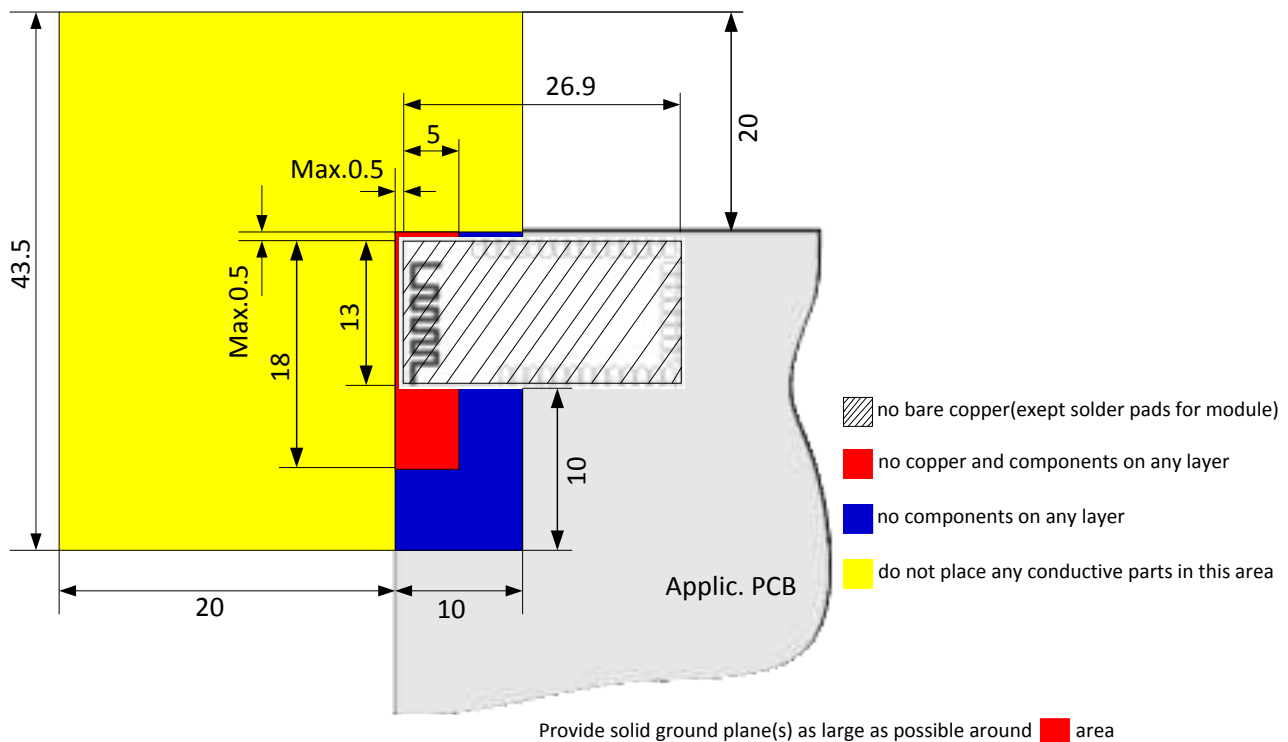 26.9
20
5
Max.0.5
43.5
Max.0.5
18
13
10
no bare copper(exept solder pads for module)
no copper and components on any layer
no components on any layer
do not place any conductive parts in this area
Applic. PCB
20
10
Provide solid ground plane(s) as large as possible around area